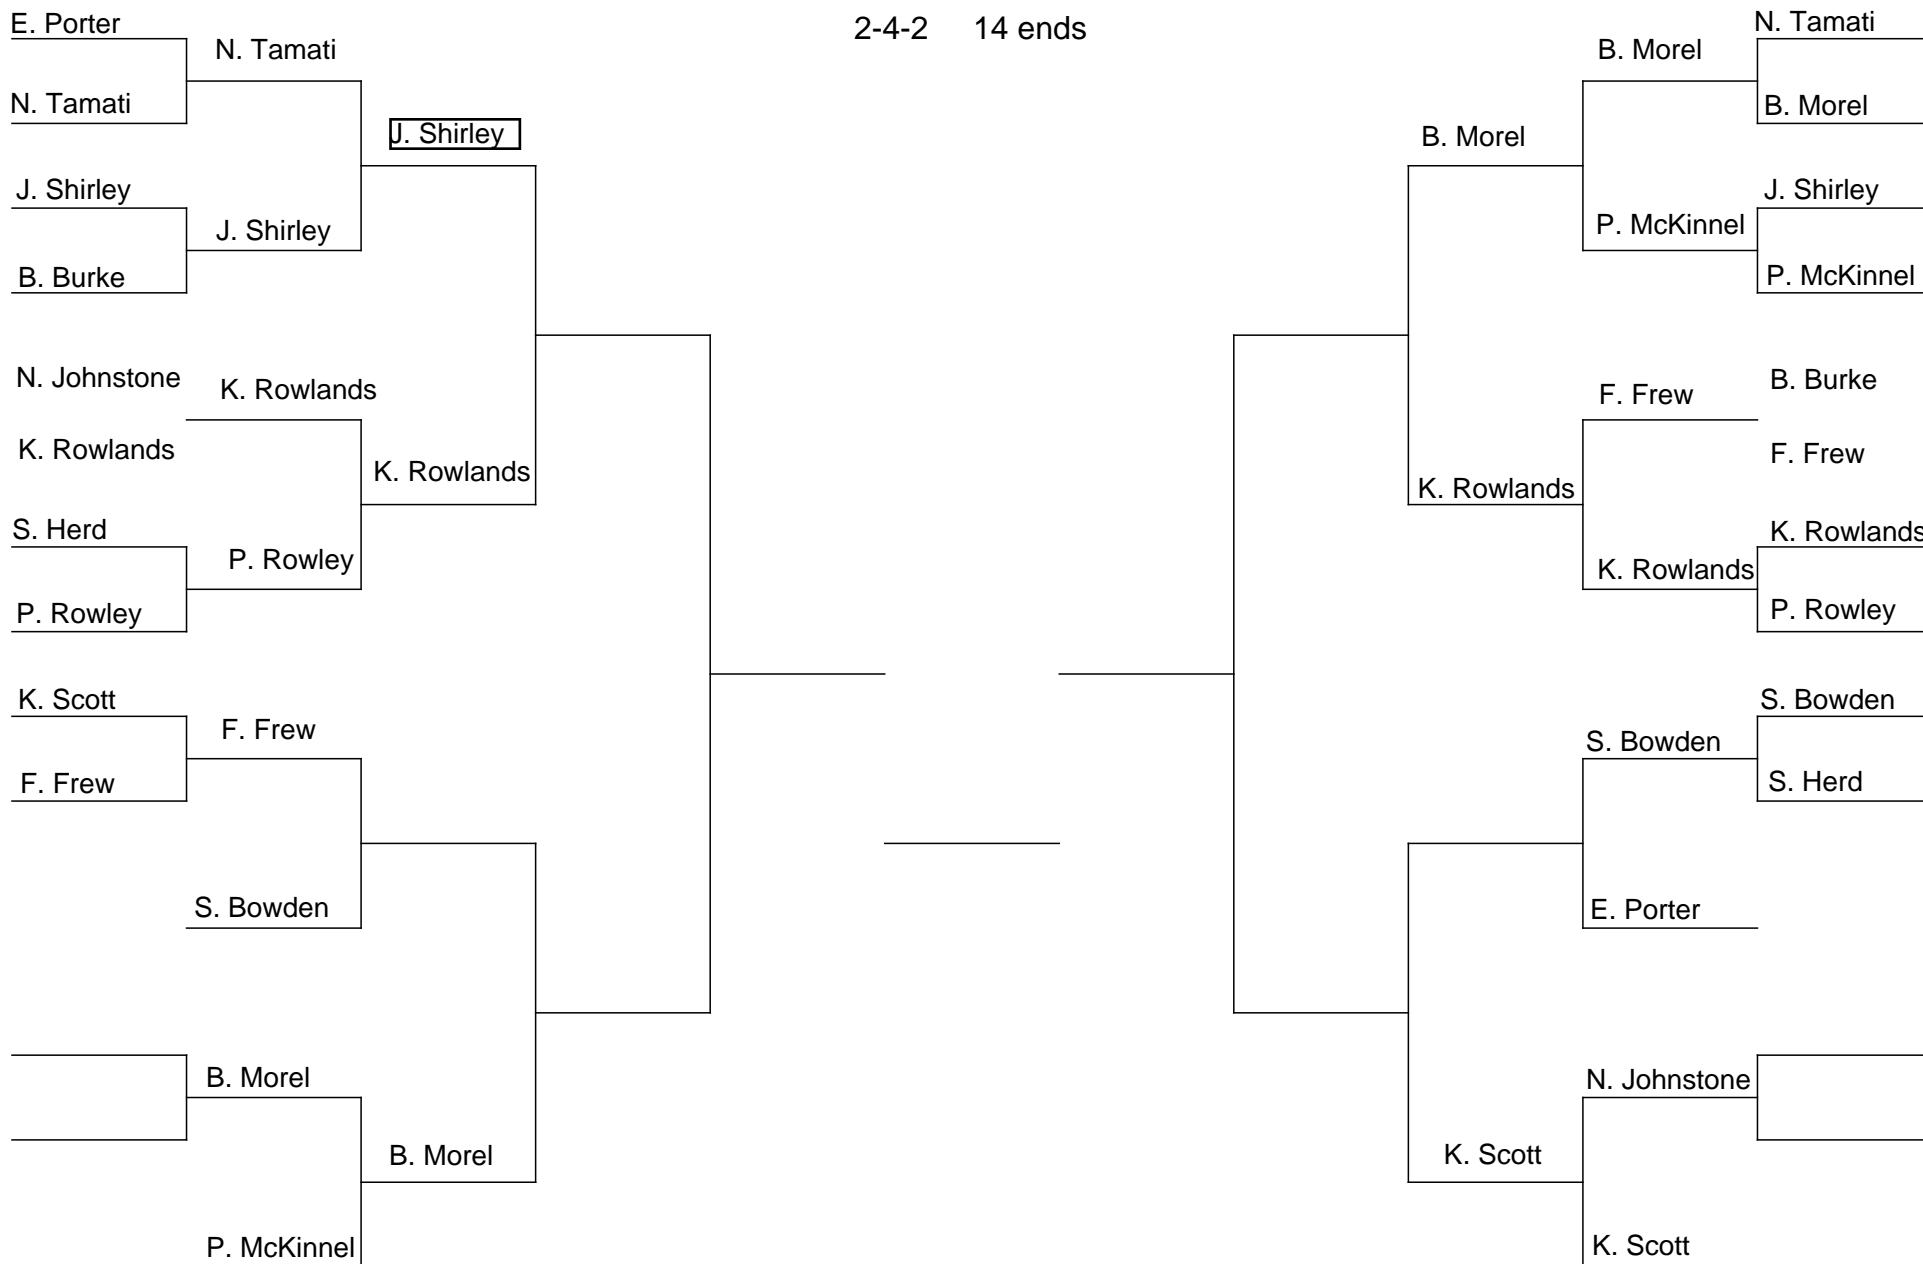 2-4-2 14 ends
E. Porter
N. Tamati
N. Tamati
J. Shirley
J. Shirley
J. Shirley
B. Burke
N. Johnstone
K. Rowlands
K. Rowlands
K. Rowlands
S. Herd
P. Rowley
P. Rowley
K. Scott
F. Frew
F. Frew
S. Bowden
B. Morel
B. Morel
P. McKinnel
N. Tamati
B. Morel
B. Morel
B. Morel
J. Shirley
P. McKinnel
P. McKinnel
B. Burke
F. Frew
F. Frew
K. Rowlands
K. Rowlands
K. Rowlands
P. Rowley
S. Bowden
S. Bowden
S. Herd
E. Porter
N. Johnstone
K. Scott
K. Scott